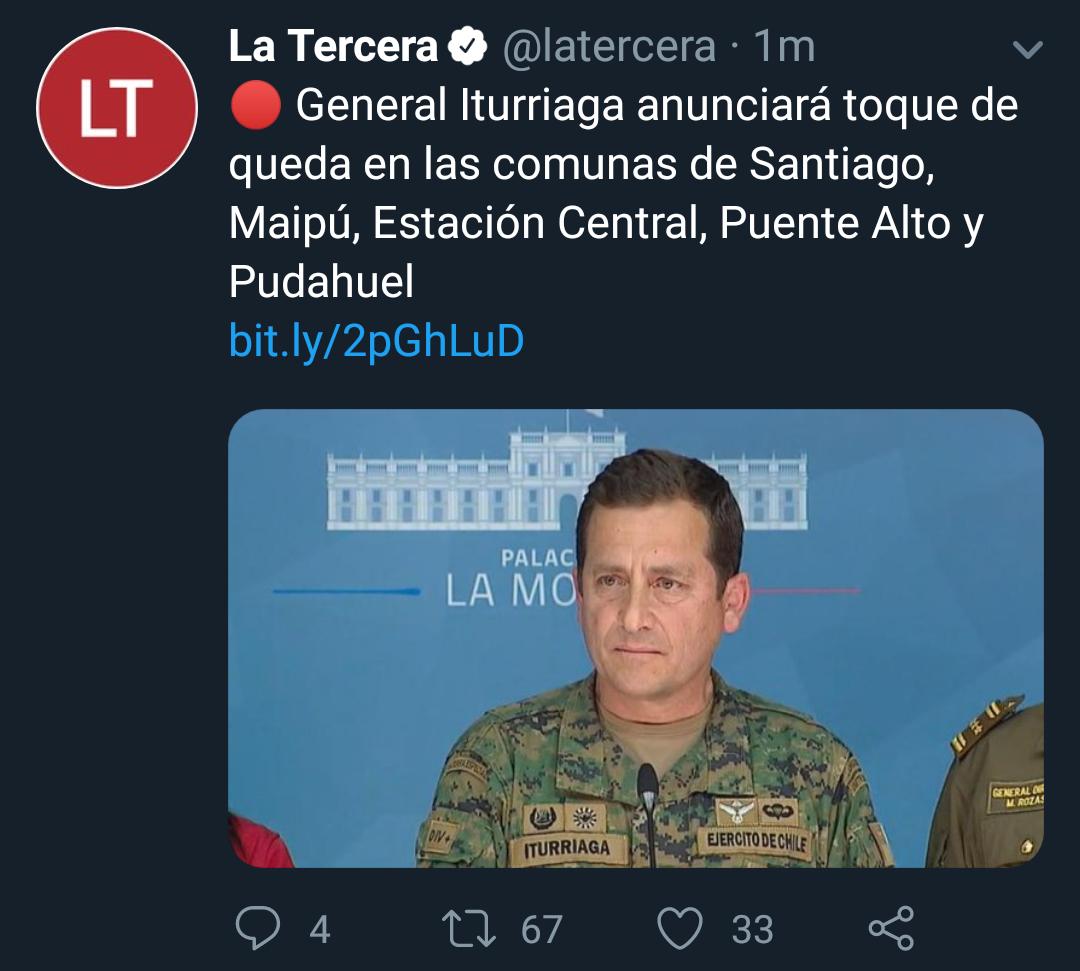 LT
La Tercera @latercera · 1m
🔴 General Iturriaga anunciará toque de
queda en las comunas de Santiago,
Maipú, Estación Central, Puente Alto y
Pudahuel
bit.ly/2pGhLuD
PALAC
LA MO
DIV
ITURRIAGA
EJERCITO DE CHILE
GENERAL DI
M. ROZAS
4 67 33